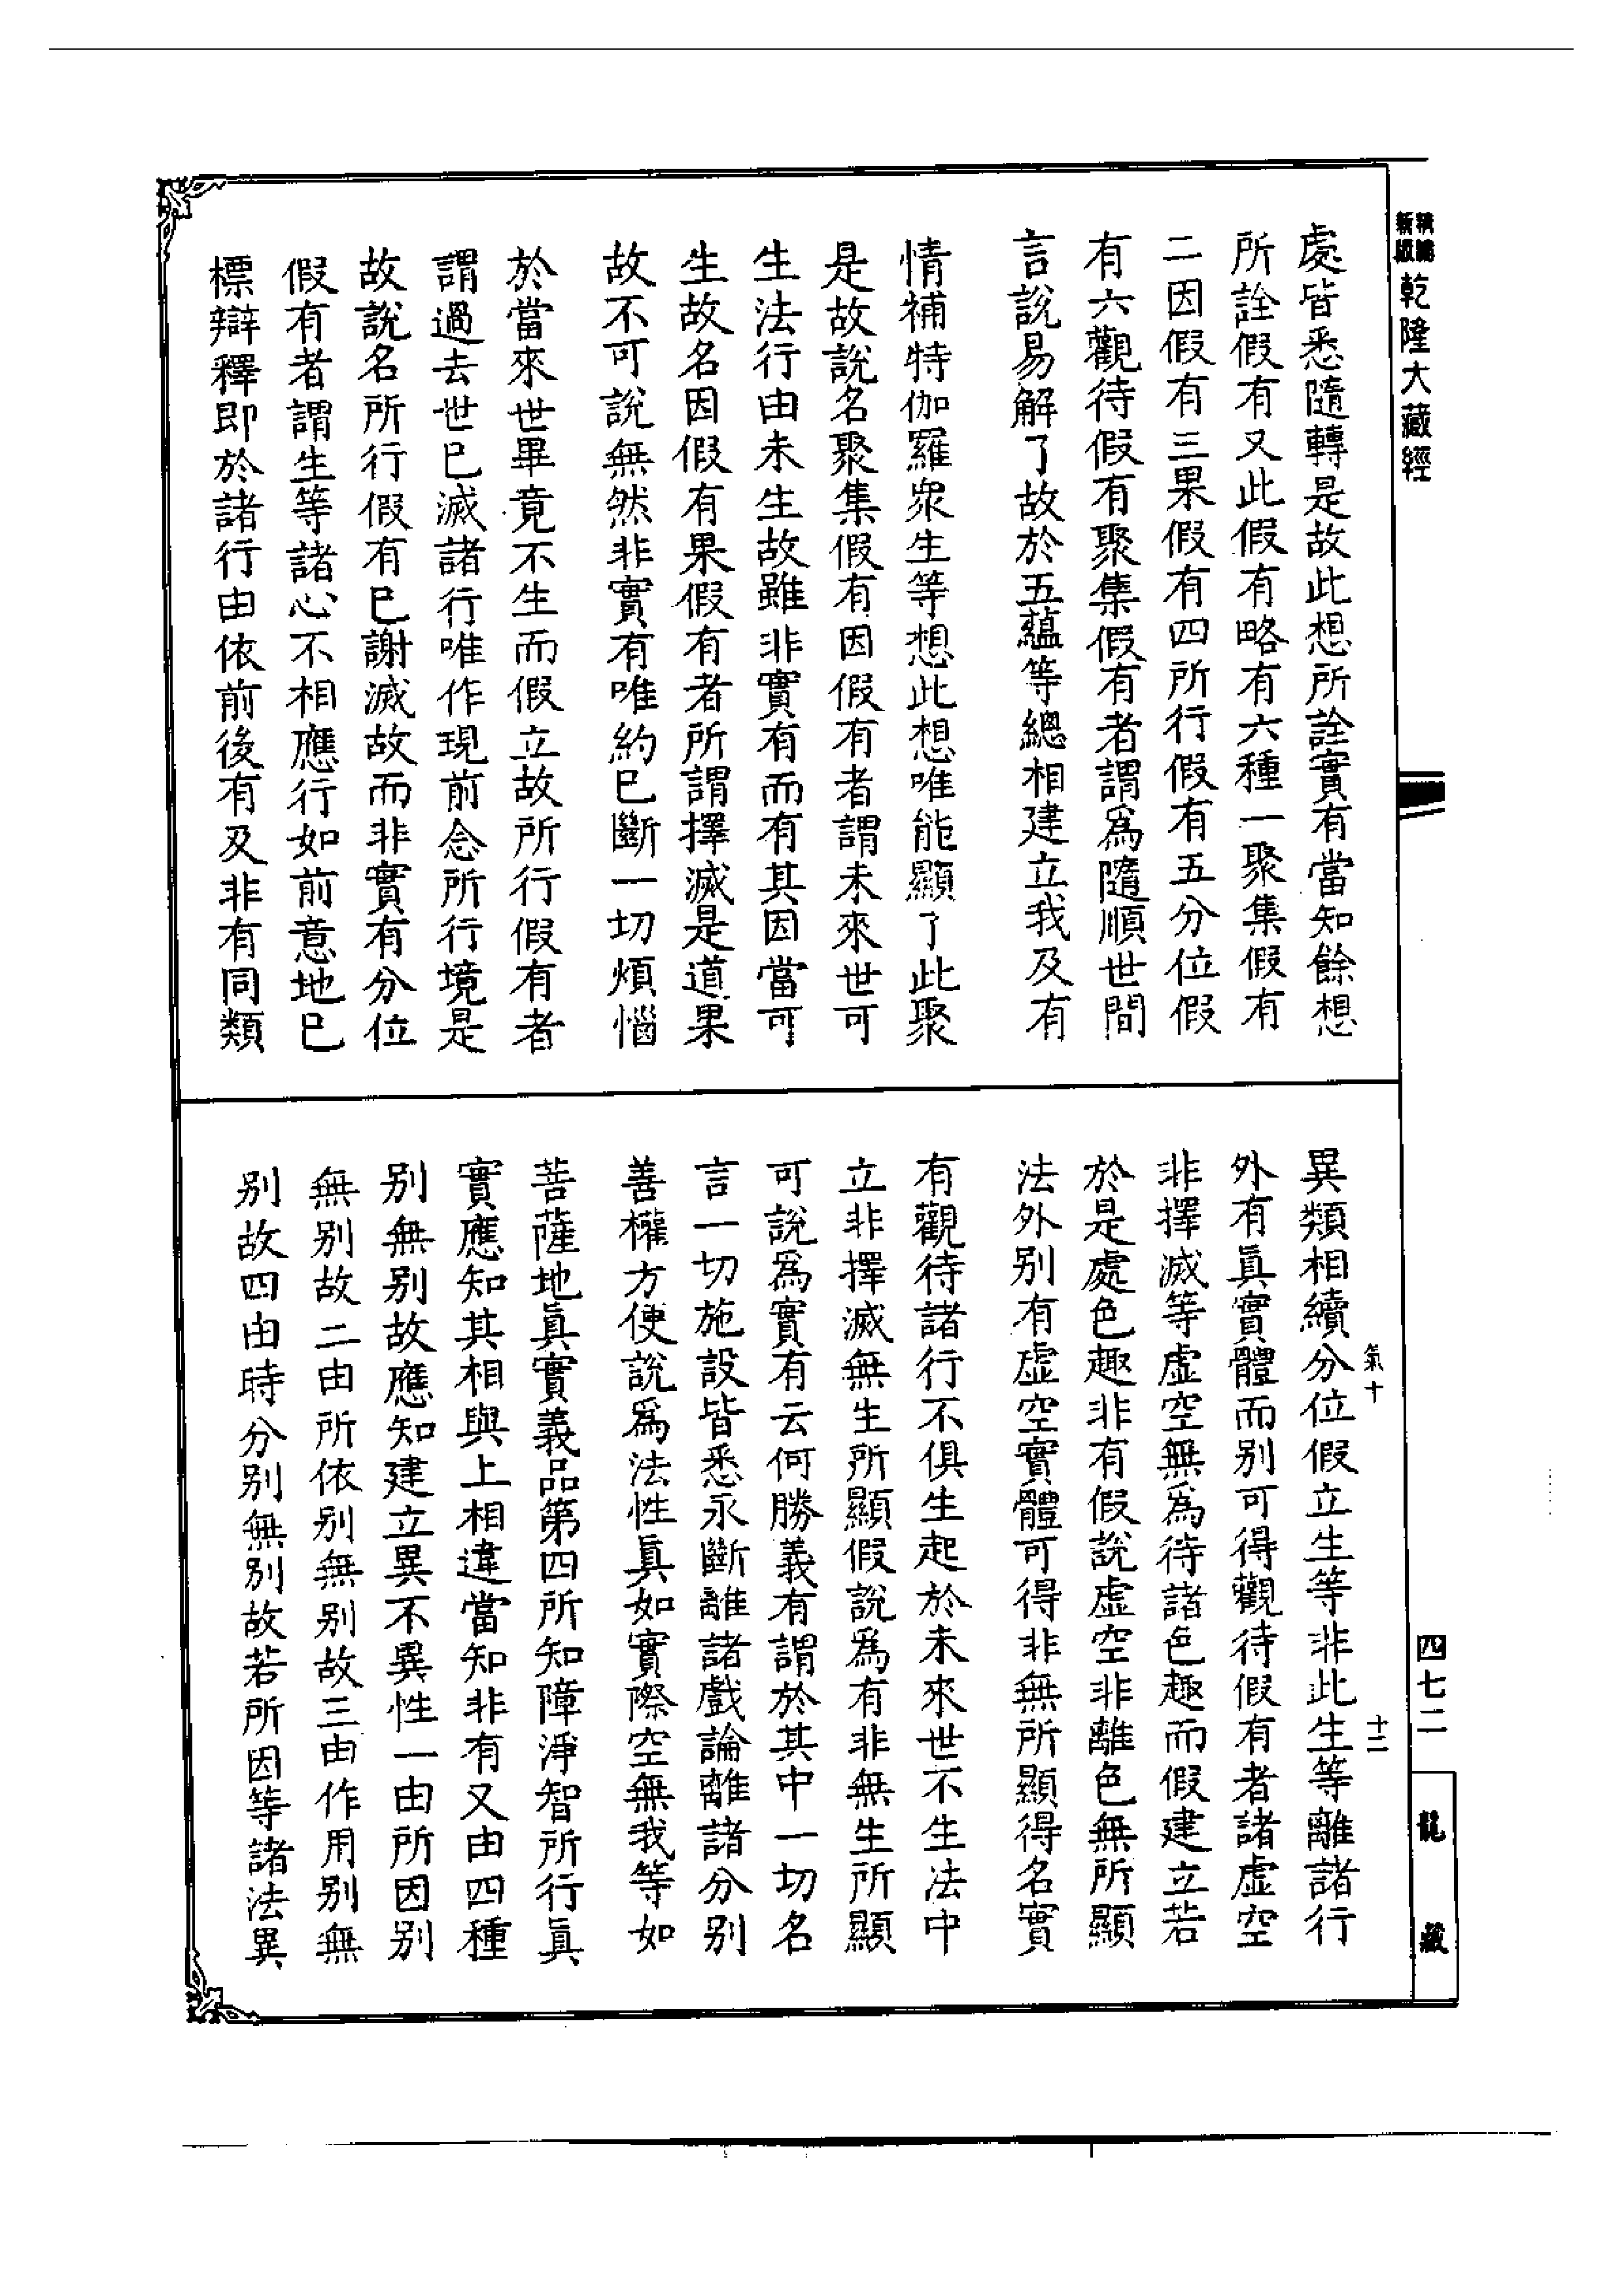 新編
縮版
乾隆大藏經
處皆悉隨轉是故此想所詮實有當知餘想
所詮假有又此假有略有六種一聚集假有
二因假有三果假有四所行假有五分位假
有六觀待假有聚集假有者謂爲隨順世間
言說易解了故於五蘊等總相建立我及有
情補特伽羅衆生等想此想唯能顯了此聚
是故說名聚集假有因假有者謂未來世可
生法行由未生故雖非實有而有其因當可
生故名因假有果假有者所謂擇滅是道果
故不可說無然非實有唯約已斷一切煩惱
於當來世畢竟不生而假立故所行假有者
謂過去世已滅諸行唯作現前念所行境是
故說名所行假有已謝滅故而非實有分位
假有者謂生等諸心不相應行如前意地已
標辯釋即於諸行由依前後有及非有同類
異類相續分位假立生等非此生等離諸行
外有眞實體而別可得觀待假有者諸虛空
非擇滅等虛空無爲待諸色趣而假建立若
於是處色趣非有假說虛空非離色無所顯
法外別有虛空實體可得非無所顯得名實
有觀待諸行不俱生起於未來世不生法中
立非擇滅無生所顯假說爲有非無生所顯
可說爲實有云何勝義有謂於其中一切名
言一切施設皆悉永斷離諸戲論離諸分別
善權方便說爲法性眞如實際空無我等如
菩薩地眞實義品第四所知障淨智所行眞
實應知其相與上相違當知非有又由四種
別無別故應知建立異不異性一由所因別
無別故二由所依別無別故三由作用別無
別故四由時分別無別故若所因等諸法異
氣十
十二
四七二
龍藏